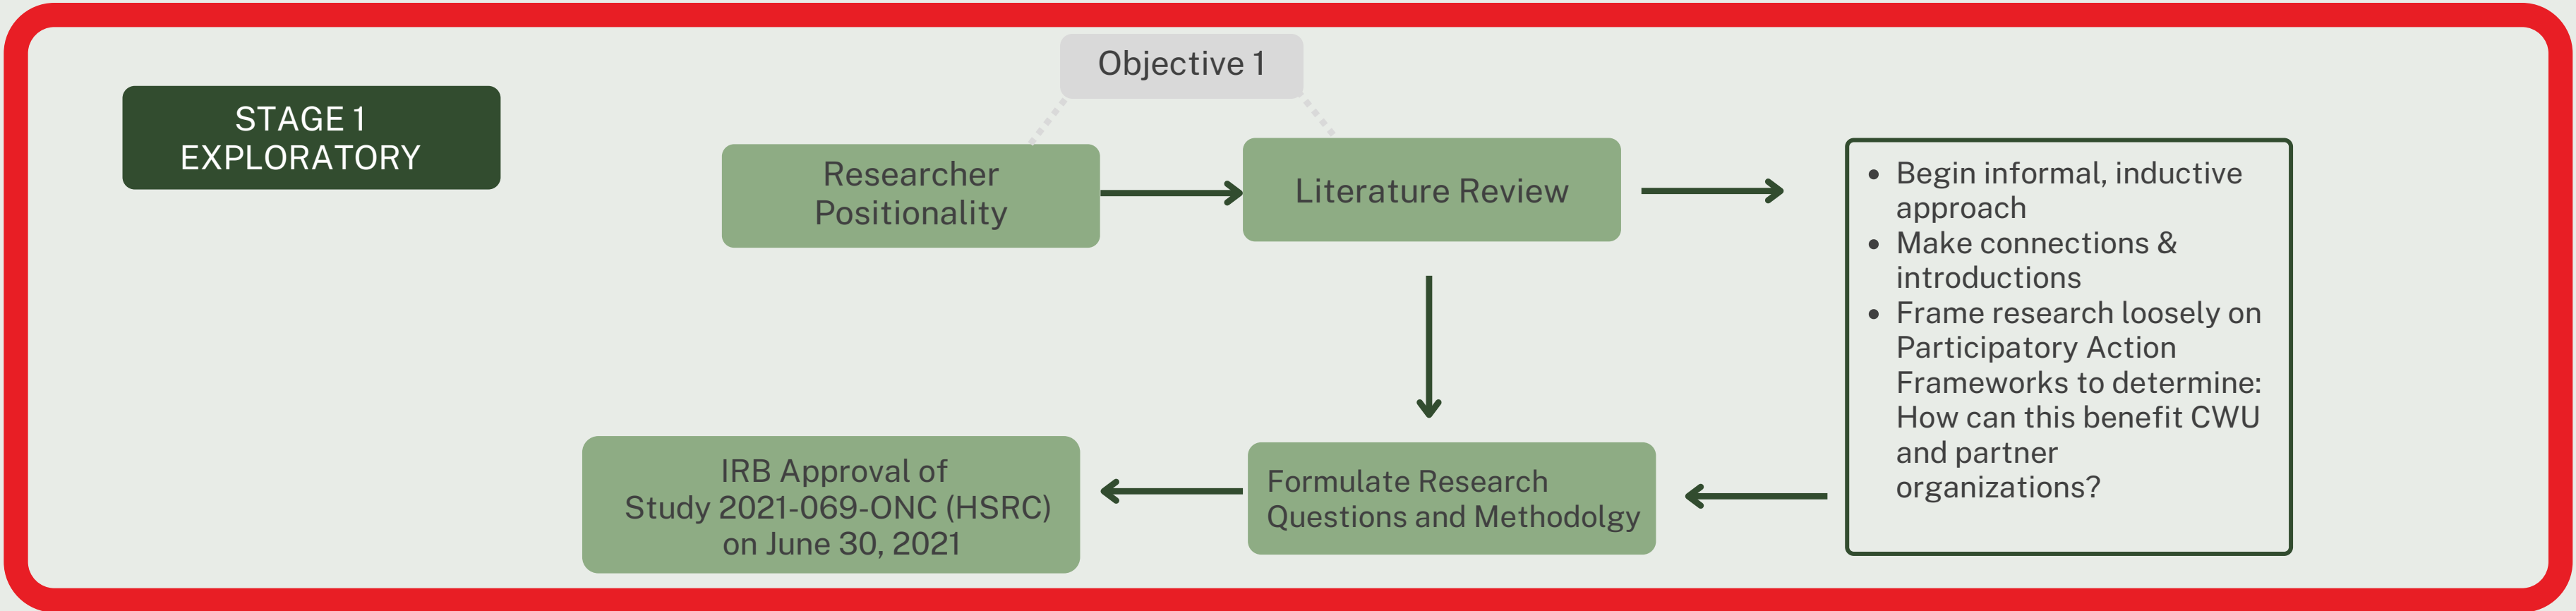 Objective 1
STAGE 1
EXPLORATORY
Researcher
Positionality
Literature Review
• Begin informal, inductive
approach
• Make connections &
introductions
• Frame research loosely on
Participatory Action
Frameworks to determine:
How can this benefit CWU
and partner
organizations?
Formulate Research
Questions and Methodolgy
IRB Approval of
Study 2021-069-ONC (HSRC)
on June 30, 2021